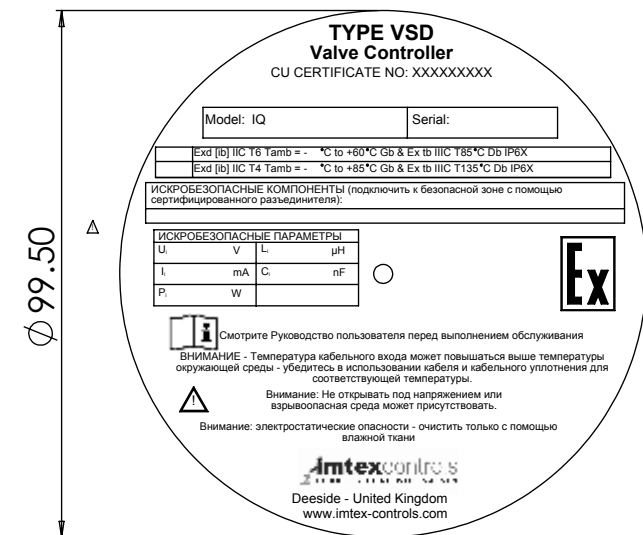 TYPE VSD
Valve Controller
CU CERTIFICATE NO: XXXXXXXXX
Model: IQ Serial:
Exd [ib] IIC T6 Tamb = - °C to +60°C Gb & Ex tb IIIC T85°C Db IP6X
Exd [ib] IIC T4 Tamb = - °C to +85°C Gb & Ex tb IIIC T135°C Db IP6X
ИСКРОБЕЗОПАСНЫЕ КОМПОНЕНТЫ (подключить к безопасной зоне с помощью
сертифицированного разъединителя):
ИСКРОБЕЗОПАСНЫЕ ПАРАМЕТРЫ
Ui V Li µH
Ii mA Ci nF
Pi W
Ex
Ø 99.50
Смотрите Руководство пользователя перед выполнением обслуживания
ВНИМАНИЕ - Температура кабельного входа может повышаться выше температуры
окружающей среды - убедитесь в использовании кабеля и кабельного уплотнения для
соответствующей температуры.
Внимание: Не открывать под напряжением или
взрывоопасная среда может присутствовать.
Внимание: электростатические опасности - очистить только с помощью
влажной ткани
imtexcontrols
Deeside - United Kingdom
www.imtex-controls.com